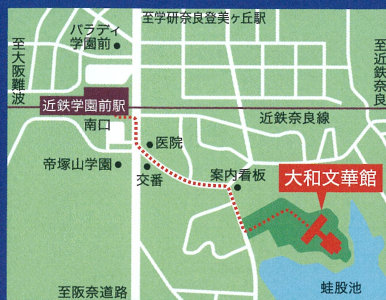 至学研奈良登美ヶ丘駅
パラディ
学園前
至大阪難波
至近鉄奈良
近鉄学園前駅
南口
近鉄奈良線
医院
帝塚山学園
交番
案内看板
大和文華館
蛙股池
至阪奈道路